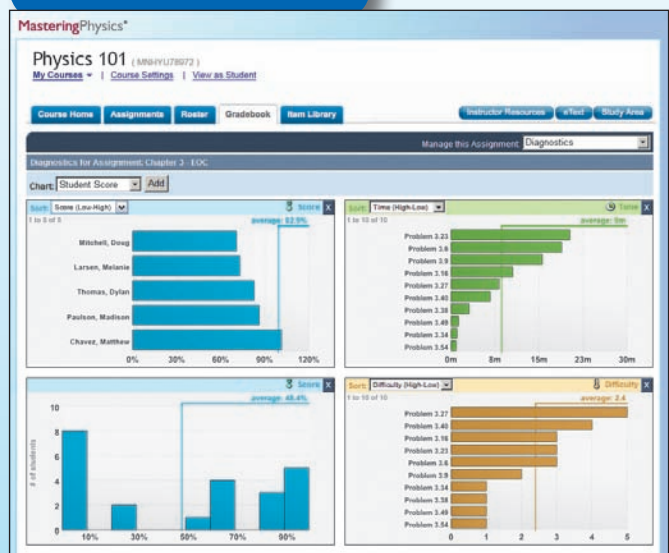 MasteringPhysics®
Physics 101 (MNHYU78972)
My Courses | Course Settings | View as Student
Course Home Assignments Roster Gradebook Item Library Instructor Resources eText Study Area
Manage this Assignment: Diagnostics
Diagnostics for Assignment: Chapter 3 - EOC
Chart: Student Score Add
Sort: Score (Low-High) Score X
1 to 5 of 5 average: 82.9%
Mitchell, Doug
Larsen, Melanie
Thomas, Dylan
Paulson, Madison
Chavez, Matthew
0% 30% 60% 90% 120%
Sort: Time (High-Low) Time X
1 to 10 of 10 average: 9m
Problem 3.23
Problem 3.6
Problem 3.9
Problem 3.16
Problem 3.27
Problem 3.40
Problem 3.38
Problem 3.49
Problem 3.34
Problem 3.54
0m 8m 15m 23m 30m
Score X
average: 48.4%
10
8
6
4
2
0
# of students
10% 30% 50% 70% 90%
Sort: Difficulty (High-Low) Difficulty X
1 to 10 of 10 average: 2.4
Problem 3.27
Problem 3.40
Problem 3.16
Problem 3.23
Problem 3.6
Problem 3.9
Problem 3.34
Problem 3.38
Problem 3.49
Problem 3.54
0 1 2 3 4 5